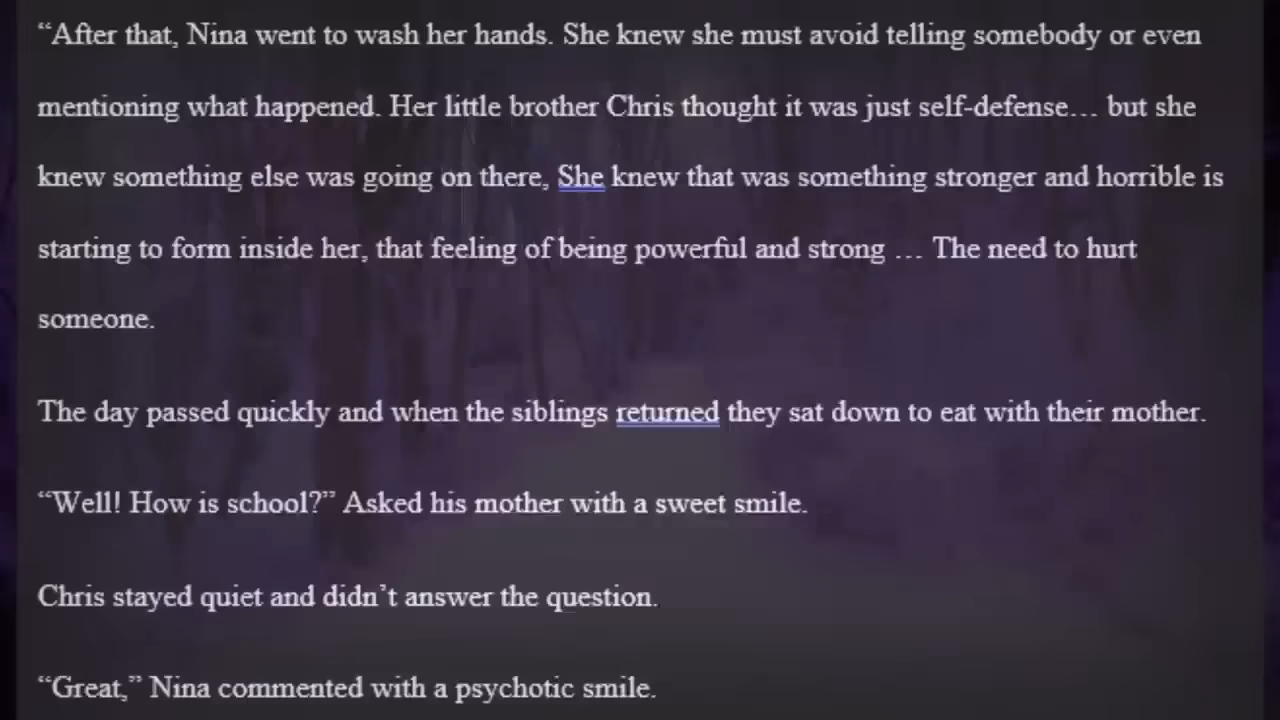 “After that, Nina went to wash her hands. She knew she must avoid telling somebody or even
mentioning what happened. Her little brother Chris thought it was just self-defense… but she
knew something else was going on there, She knew that was something stronger and horrible is
starting to form inside her, that feeling of being powerful and strong … The need to hurt
someone.
The day passed quickly and when the siblings returned they sat down to eat with their mother.
“Well! How is school?” Asked his mother with a sweet smile.
Chris stayed quiet and didn’t answer the question.
“Great,” Nina commented with a psychotic smile.